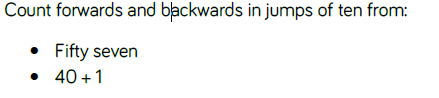 Count forwards and backwards in jumps of ten from:
• Fifty seven
• 40 + 1